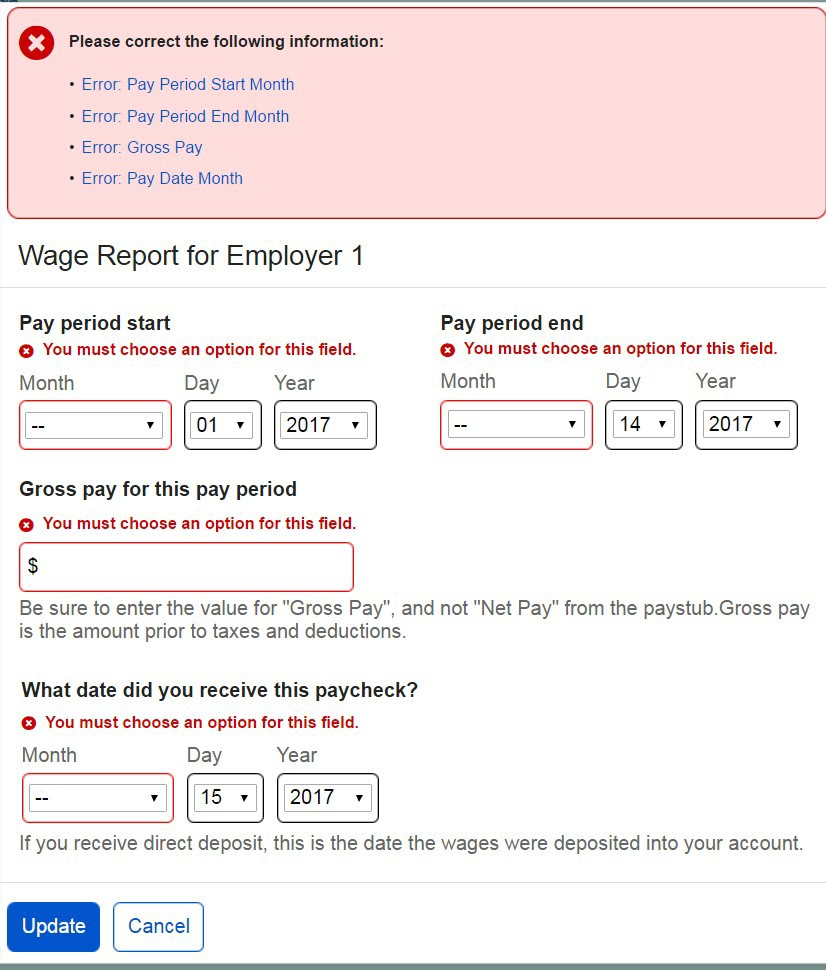 Please correct the following information:
• Error: Pay Period Start Month
• Error: Pay Period End Month
• Error: Gross Pay
• Error: Pay Date Month
Wage Report for Employer 1
Pay period start
You must choose an option for this field.
Month Day Year
-- 01 2017
Pay period end
You must choose an option for this field.
Month Day Year
-- 14 2017
Gross pay for this pay period
You must choose an option for this field.
$
Be sure to enter the value for "Gross Pay", and not "Net Pay" from the paystub.Gross pay
is the amount prior to taxes and deductions.
What date did you receive this paycheck?
You must choose an option for this field.
Month Day Year
-- 15 2017
If you receive direct deposit, this is the date the wages were deposited into your account.
Update Cancel